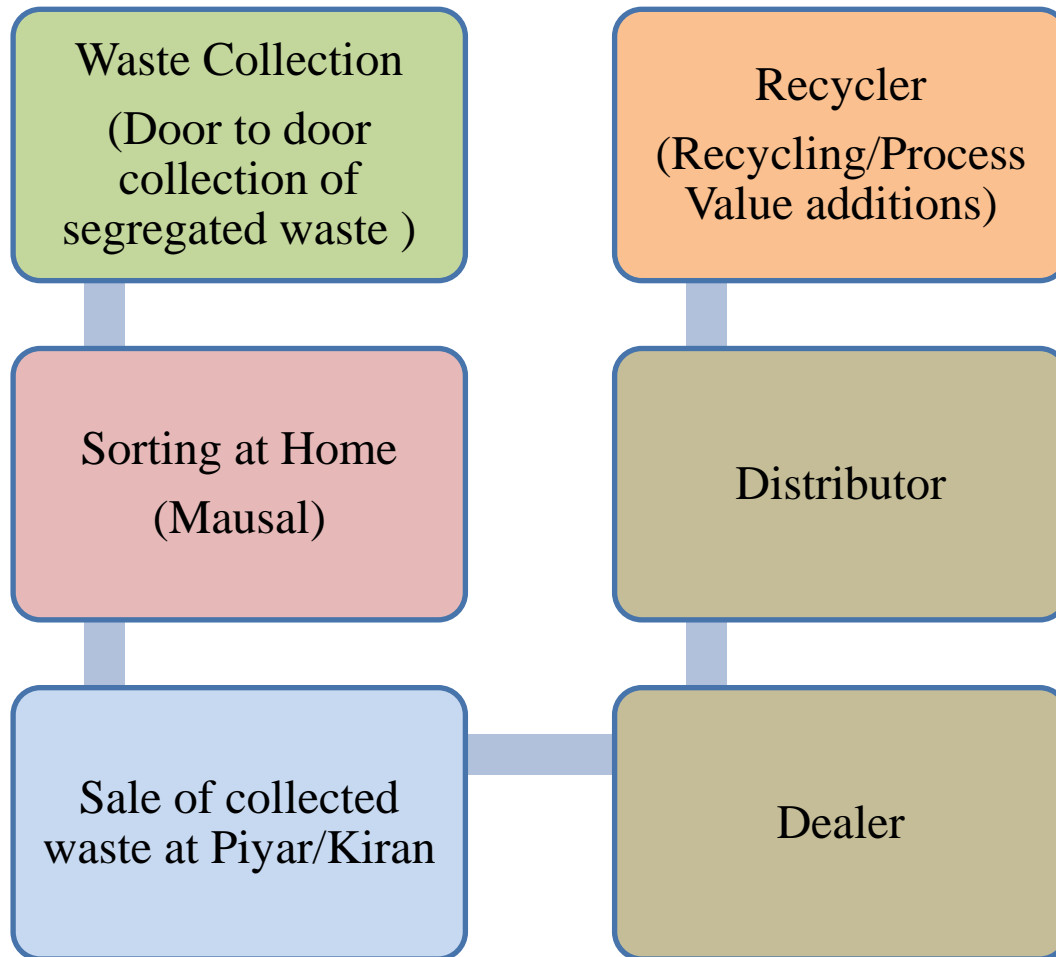 Waste Collection
(Door to door
collection of
segregated waste )
Sorting at Home
(Mausal)
Sale of collected
waste at Piyar/Kiran
Dealer
Distributor
Recycler
(Recycling/Process
Value additions)